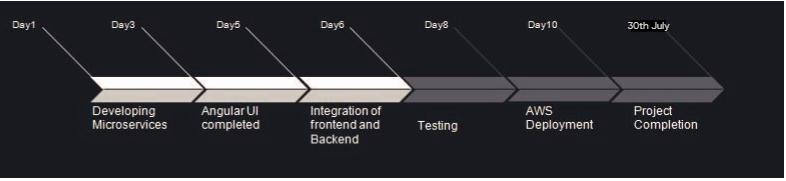 Day1
Day3
Day5
Day6
Day8
Day10
30th July
Developing
Microservices
Angular UI
completed
Integration of
frontend and
Backend
Testing
AWS
Deployment
Project
Completion